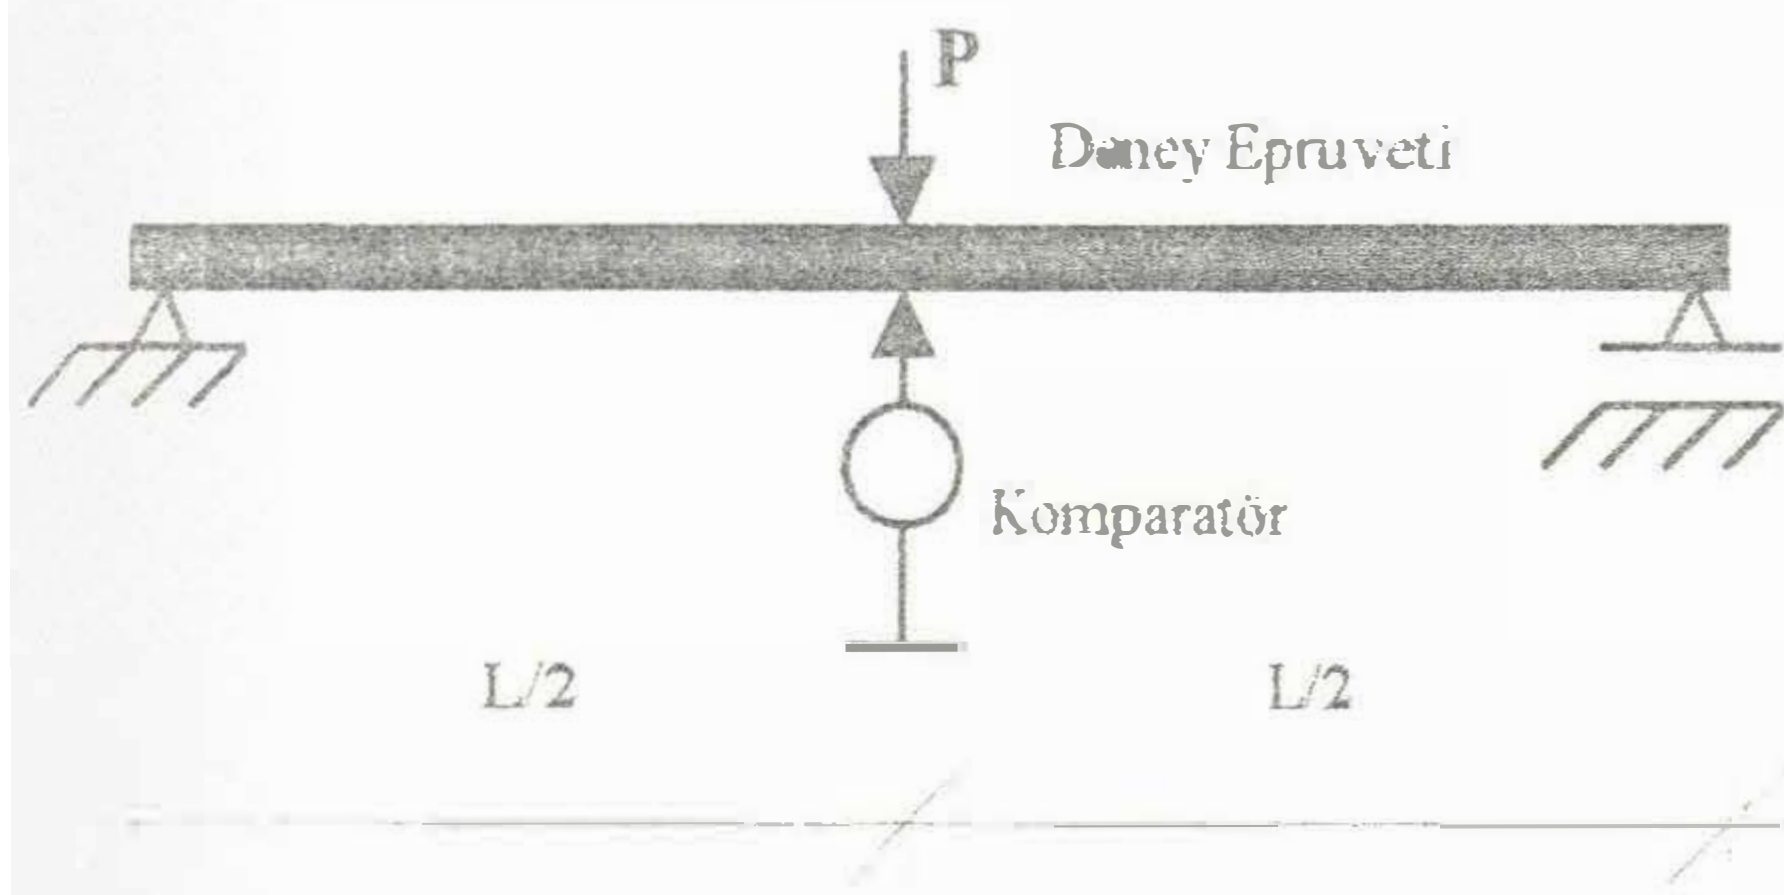 P
Deney Epruveti
Komparatör
L/2
L/2